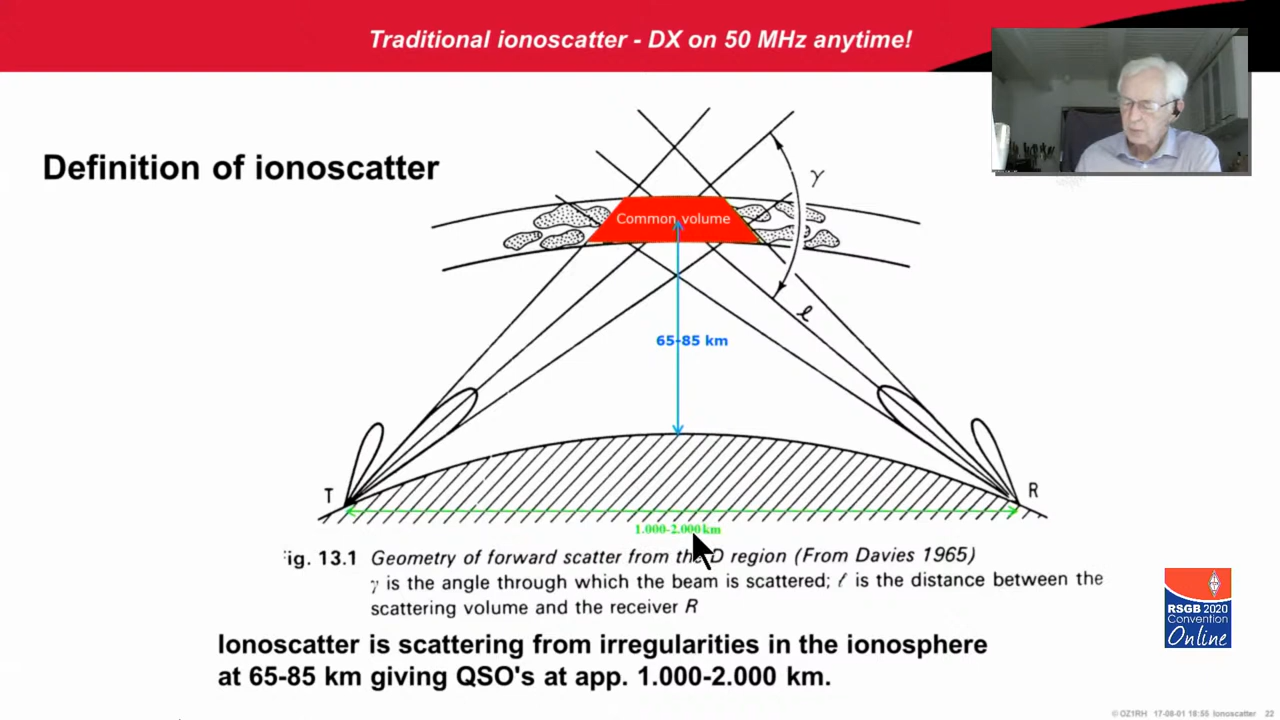 Traditional ionoscatter - DX on 50 MHz anytime!
Definition of ionoscatter
γ
Common volume
ℓ
65-85 km
T
R
1.000-2.000 km
Fig. 13.1 Geometry of forward scatter from the D region (From Davies 1965)
γ is the angle through which the beam is scattered; ℓ is the distance between the
scattering volume and the receiver R
RSGB 2020
Convention
Online
Ionoscatter is scattering from irregularities in the ionosphere
at 65-85 km giving QSO's at app. 1.000-2.000 km.
© OZ1RH 17-08-01 16:55 Ionoscatter 22